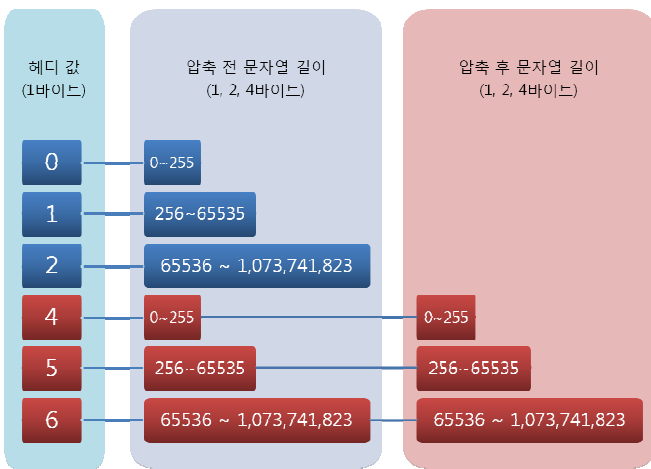 헤더 값
(1바이트)
압축 전 문자열 길이
(1, 2, 4바이트)
압축 후 문자열 길이
(1, 2, 4바이트)
0
0~255
1
256~65535
2
65536 ~ 1,073,741,823
4
0~255
0~255
5
256~65535
256~65535
6
65536 ~ 1,073,741,823
65536 ~ 1,073,741,823